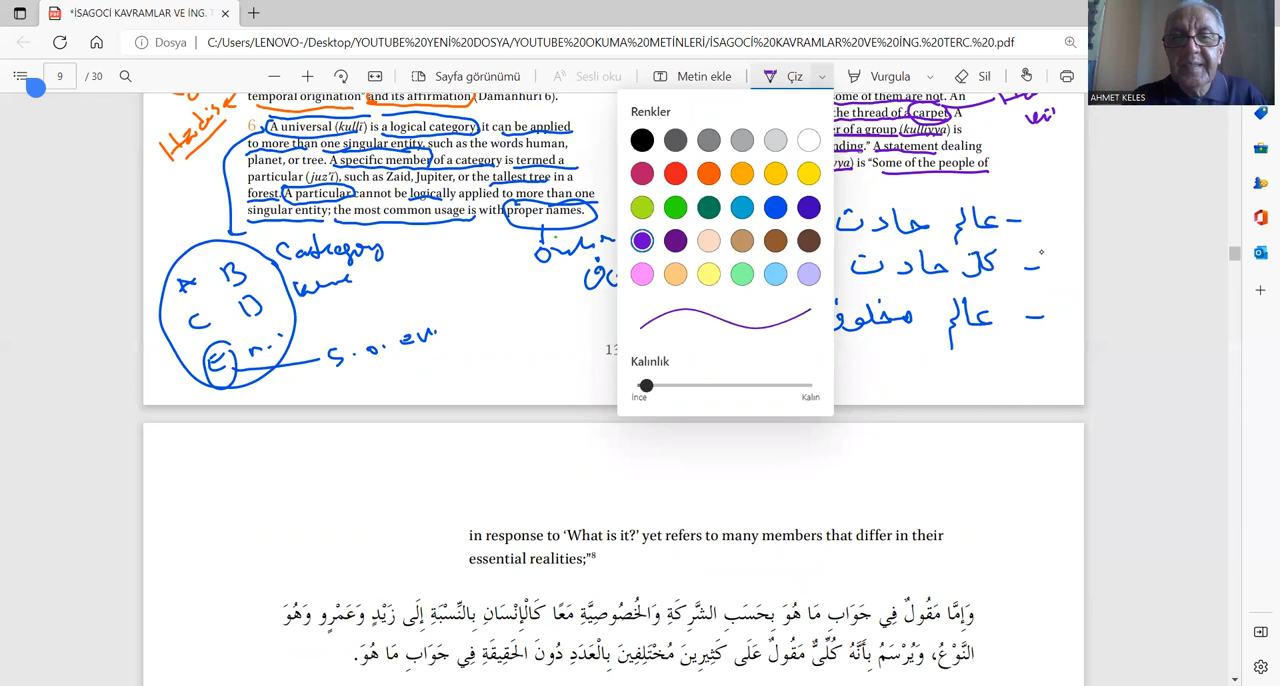 *İSAGOCİ KAVRAMLAR VE İNG. T
Dosya
C:/Users/LENOVO-/Desktop/YOUTUBE%20YENİ%20DOSYA/YOUTUBE%20OKUMA%20METİNLERİ/İSAGOCİ%20KAVRAMLAR%20VE%20İNG.%20TERC.%20.pdf
AHMET KELES
9 / 30
Sayfa görünümü
Sesli oku
Metin ekle
Çiz
Vurgula
Sil
temporal origination” and its affirmation, (Damanhuri 6).
Hadise
6. A universal (kullī) is a logical category; it can be applied
to more than one singular entity, such as the words human,
planet, or tree. A specific member of a category is termed a
particular (juz’ī), such as Zaid, Jupiter, or the tallest tree in a
forest. A particular cannot be logically applied to more than one
singular entity; the most common usage is with proper names.
Category
A B
C D
E
13
Renkler
Kalınlık
İnce
Kalın
ome of them are not. An
the thread of a carpet. A
er of a group (kulliyya) is
nding.” A statement dealing
yya) is “Some of the people of
- عالم حادث
- كل حادث
- عالم مخلوق
in response to ‘What is it?’ yet refers to many members that differ in their
essential realities;”8
وَإِمَّا مَقُولٌ فِي جَوَابِ مَا هُوَ بِحَسَبِ الشَّرِكَةِ وَالْخُصُوصِيَّةِ مَعًا كَالْإِنْسَانِ بِالنِّسْبَةِ إِلَى زَيْدٍ وَعَمْرٍو وَهُوَ
النَّوْعُ، وَيُرْسَمُ بِأَنَّهُ كُلِّيٌّ مَقُولٌ عَلَى كَثِيرِينَ مُخْتَلِفِينَ بِالْعَدَدِ دُونَ الْحَقِيقَةِ فِي جَوَابِ مَا هُوَ.